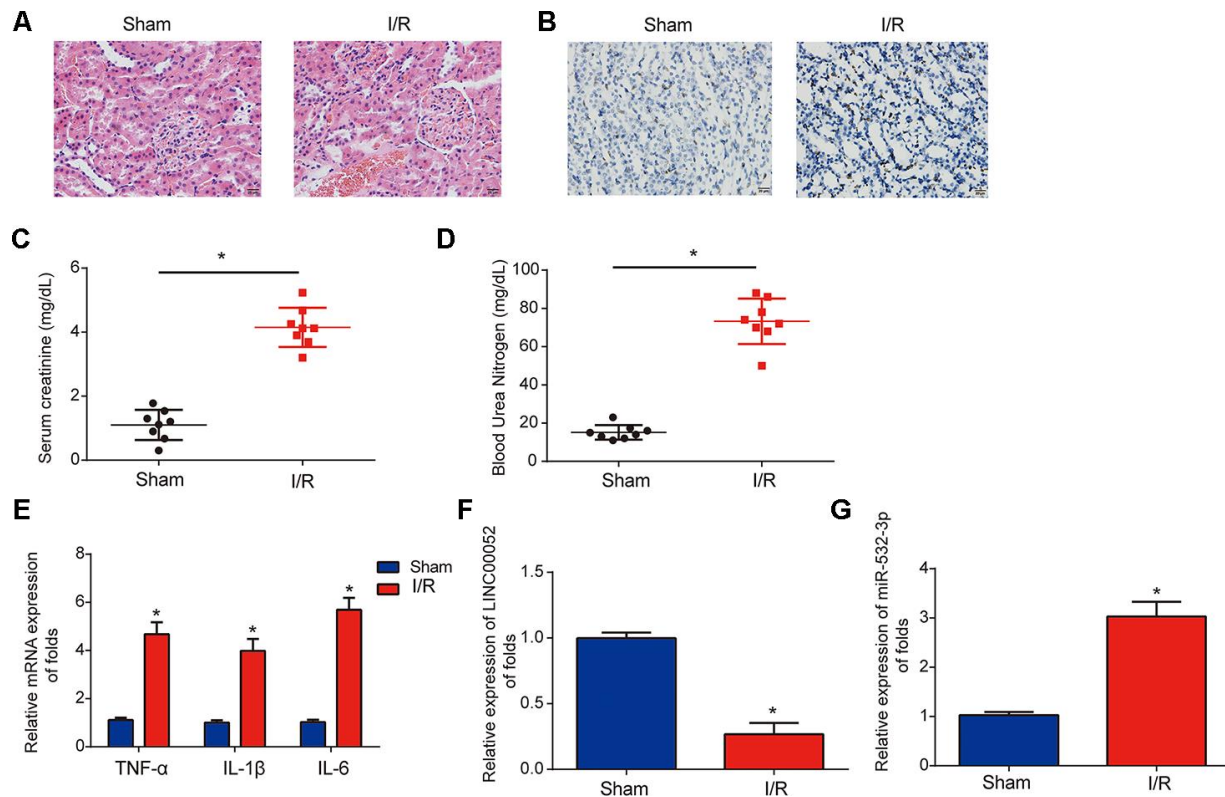 A
Sham
I/R
B
Sham
I/R
C
Serum creatinine (mg/dL)
*
6
4
2
0
Sham
I/R
D
Blood Urea Nitrogen (mg/dL)
*
100
80
60
40
20
0
Sham
I/R
E
Relative mRNA expression
of folds
8
6
4
2
0
*
*
*
Sham
I/R
TNF-α
IL-1β
IL-6
F
Relative expression of LINC00052
of folds
1.5
1.0
0.5
0.0
*
Sham
I/R
G
Relative expression of miR-532-3p
of folds
4
3
2
1
0
*
Sham
I/R